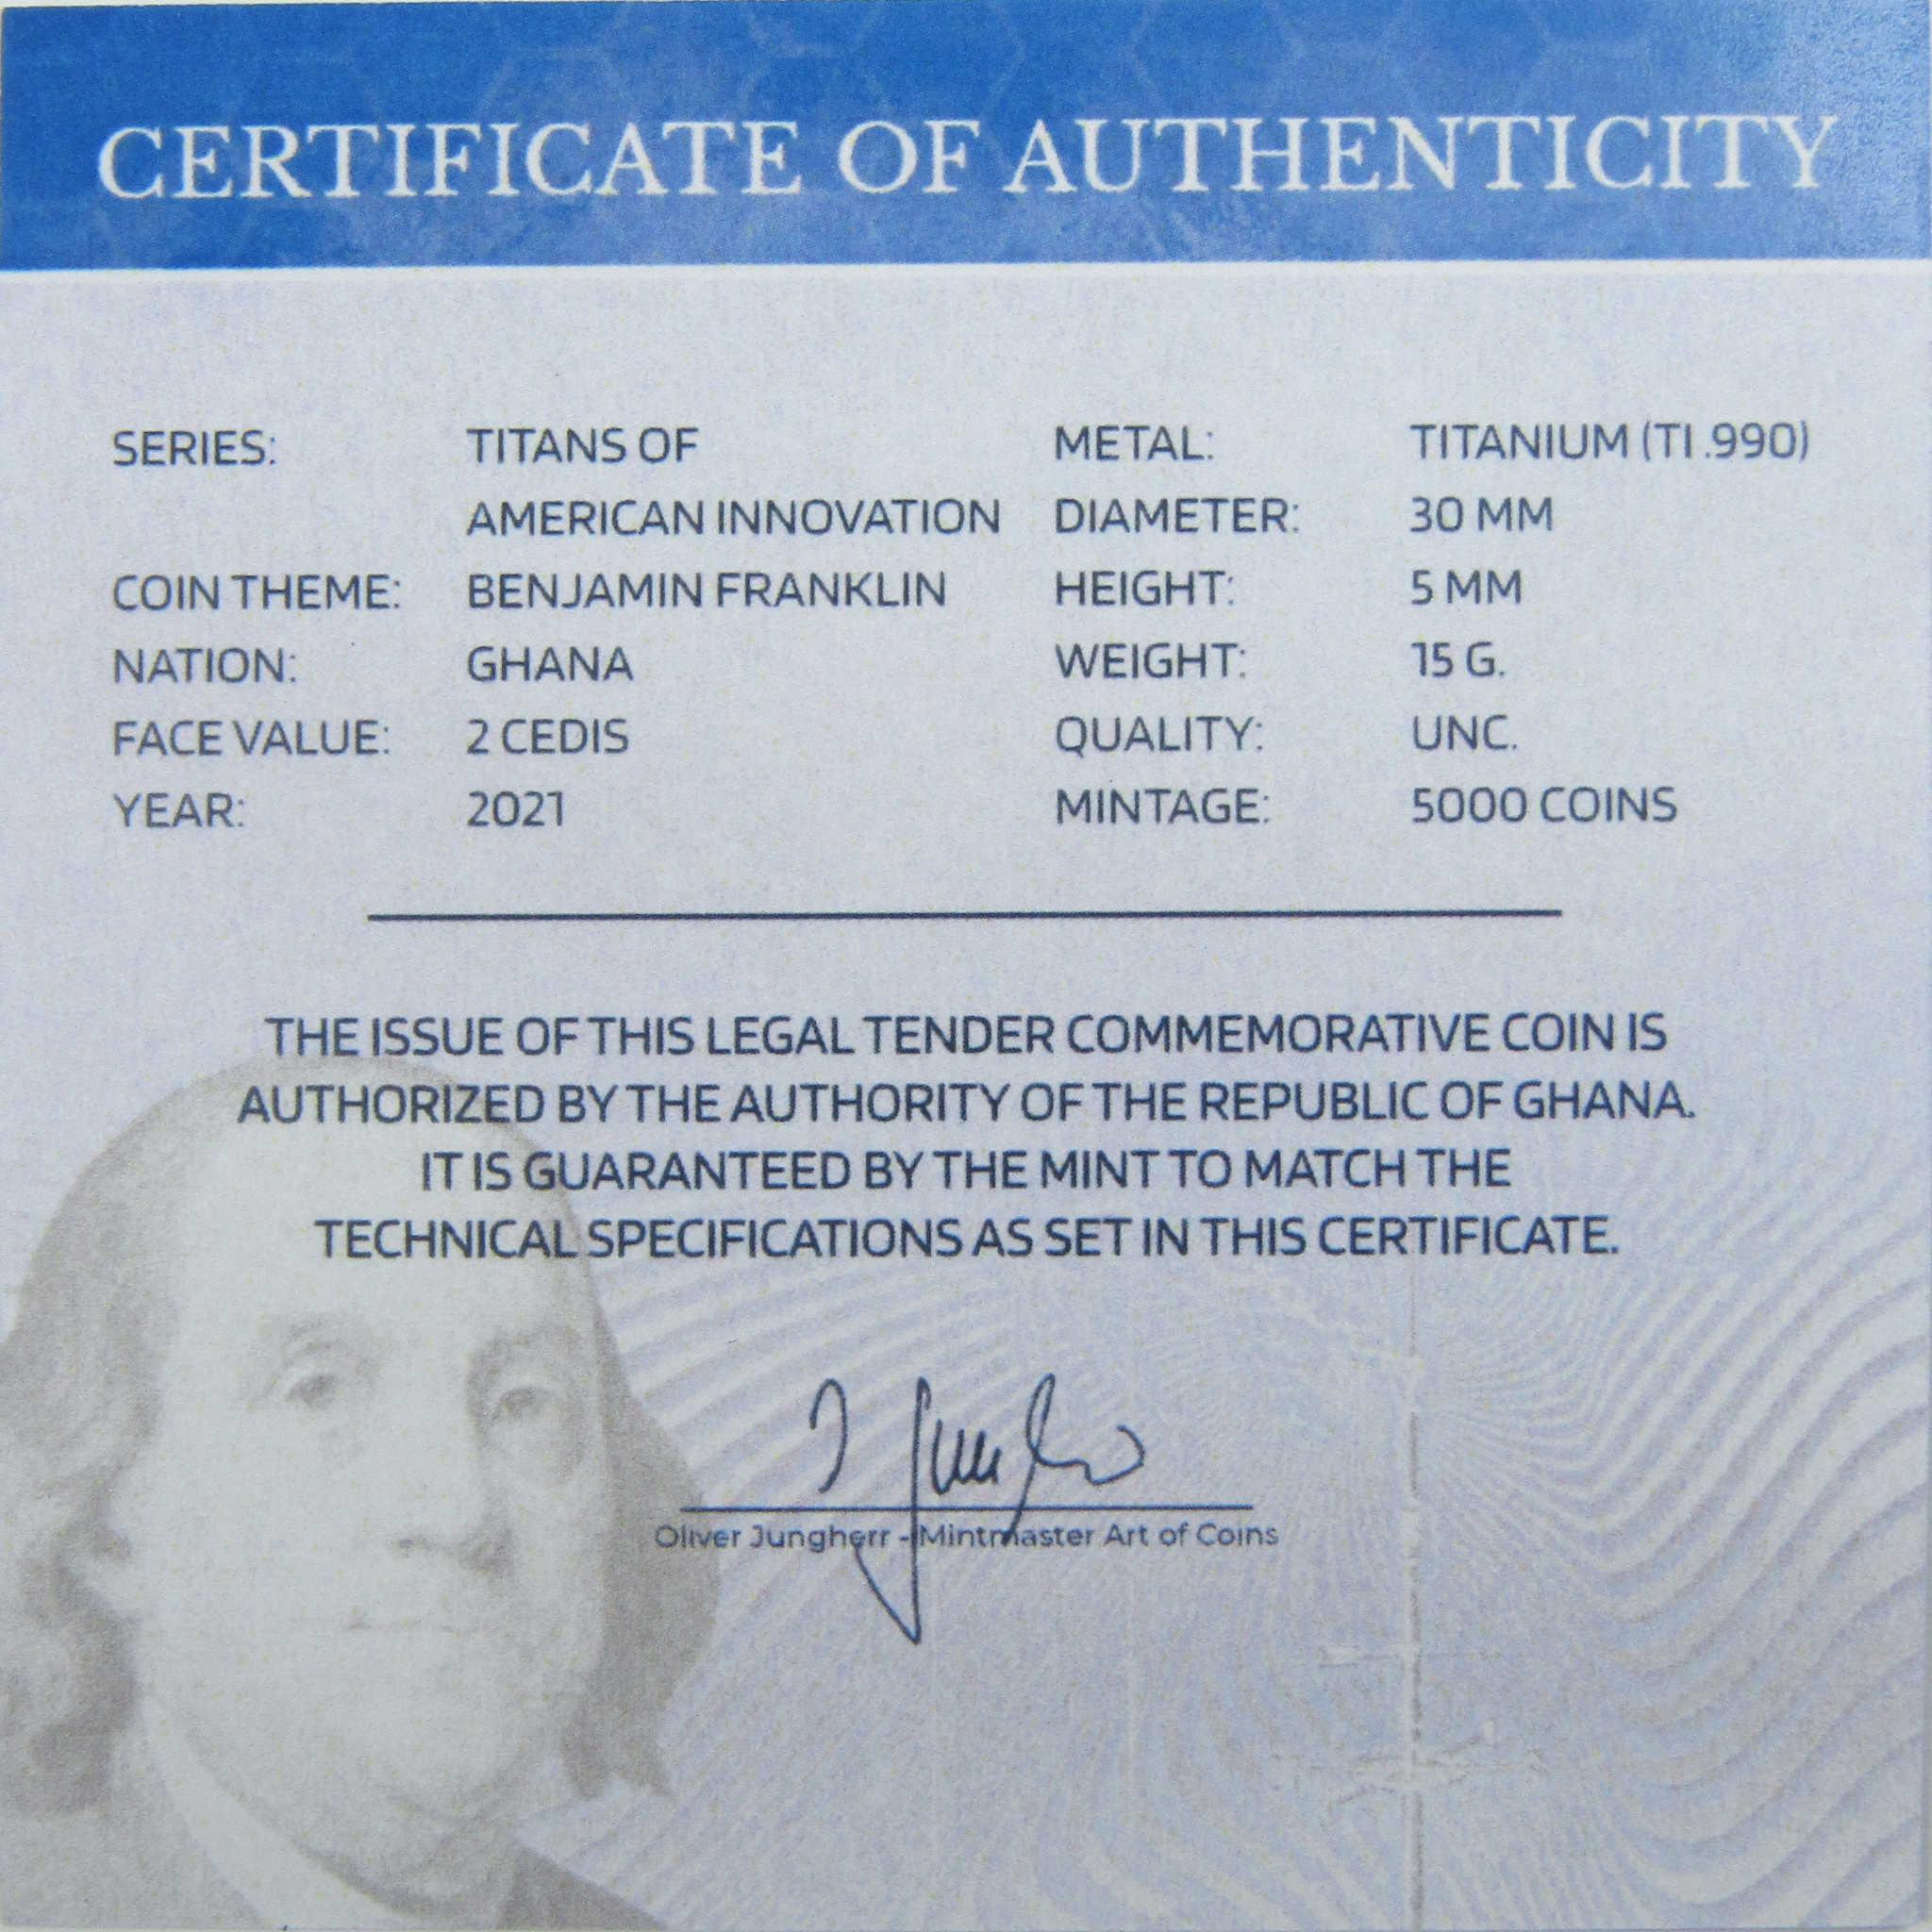 CERTIFICATE OF AUTHENTICITY
SERIES: TITANS OF
AMERICAN INNOVATION
COIN THEME: BENJAMIN FRANKLIN
NATION: GHANA
FACE VALUE: 2 CEDIS
YEAR: 2021
METAL: TITANIUM (TI .990)
DIAMETER: 30 MM
HEIGHT: 5 MM
WEIGHT: 15 G.
QUALITY: UNC.
MINTAGE: 5000 COINS
THE ISSUE OF THIS LEGAL TENDER COMMEMORATIVE COIN IS
AUTHORIZED BY THE AUTHORITY OF THE REPUBLIC OF GHANA.
IT IS GUARANTEED BY THE MINT TO MATCH THE
TECHNICAL SPECIFICATIONS AS SET IN THIS CERTIFICATE.
Oliver Jungherr - Mintmaster Art of Coins